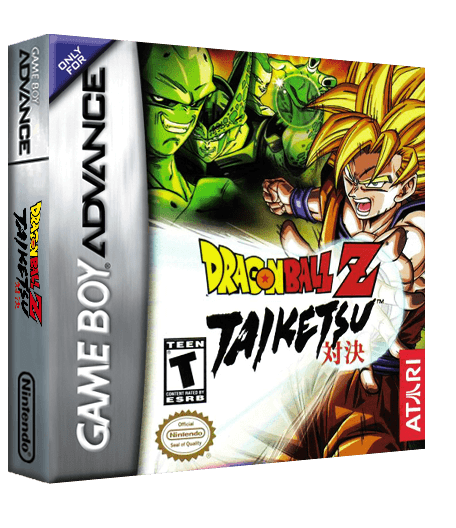 GAME BOY
ADVANCE
DRAGON BALL Z
TAIKETSU
Nintendo®
ONLY
FOR
GAME BOY ADVANCE
DRAGON BALL Z
TAIKETSU™
対決
TEEN
T
CONTENT RATED BY
ESRB
Official
Nintendo
Seal of Quality
ATARI